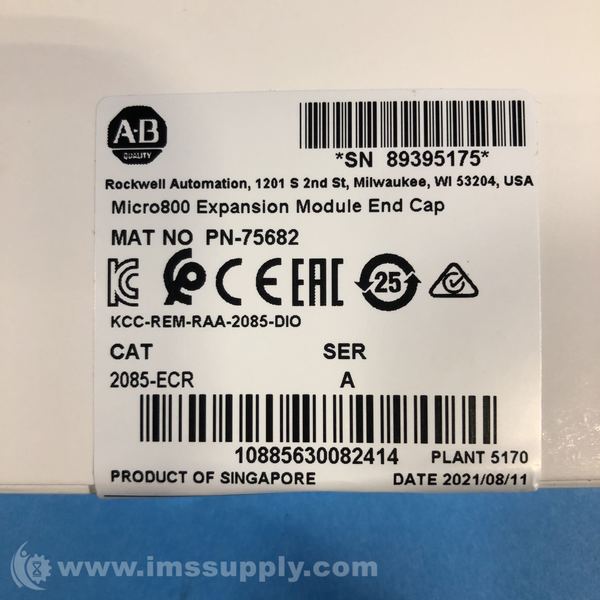 A-B
QUALITY
*SN 89395175*
Rockwell Automation, 1201 S 2nd St, Milwaukee, WI 53204, USA
Micro800 Expansion Module End Cap
MAT NO PN-75682
CE EAC 25
KCC-REM-RAA-2085-DIO
CAT SER
2085-ECR A
10885630082414 PLANT 5170
PRODUCT OF SINGAPORE DATE 2021/08/11
www.imssupply.com